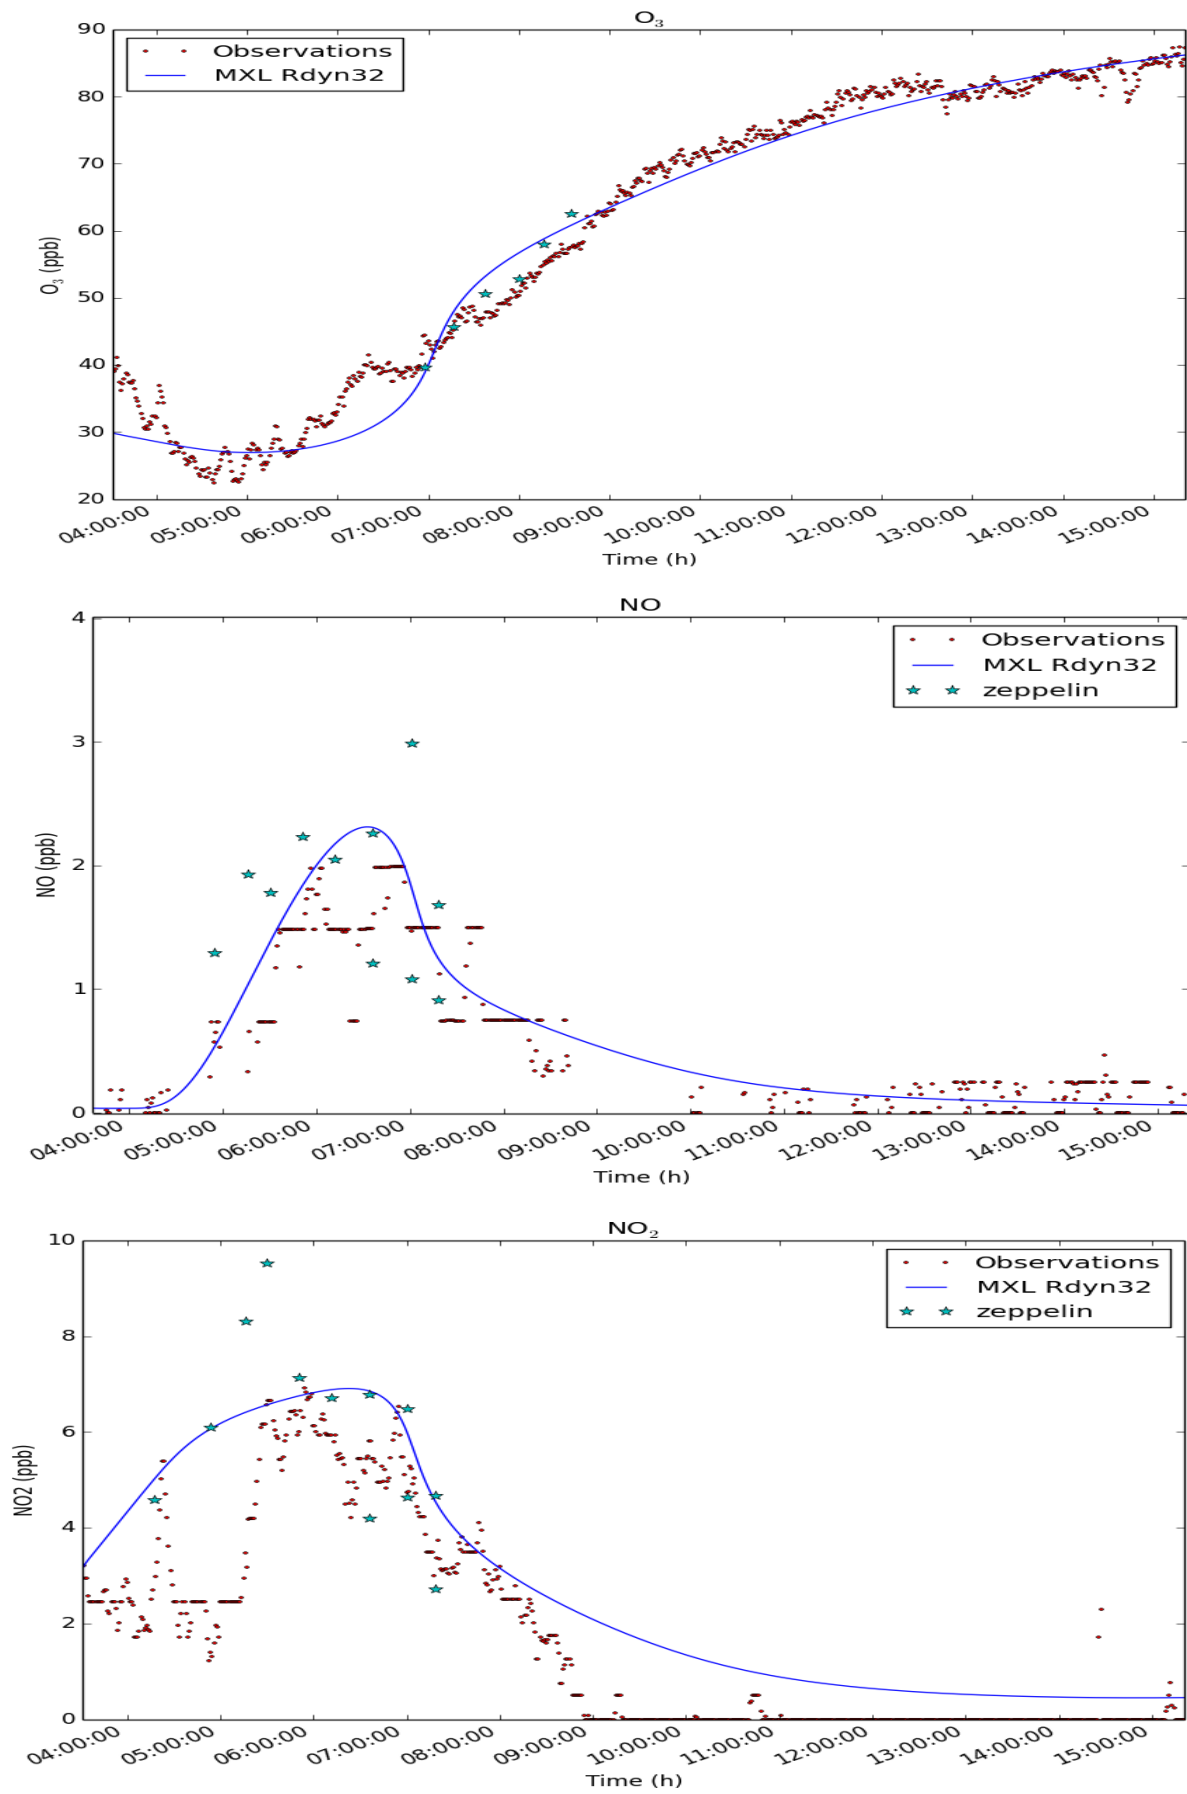 O₃
90
80
70
60
50
40
30
20
O₃ (ppb)
Observations
MXL Rdyn32
04:00:00 05:00:00 06:00:00 07:00:00 08:00:00 09:00:00 10:00:00 11:00:00 12:00:00 13:00:00 14:00:00 15:00:00
Time (h)
NO
4
3
2
1
0
NO (ppb)
Observations
MXL Rdyn32
zeppelin
04:00:00 05:00:00 06:00:00 07:00:00 08:00:00 09:00:00 10:00:00 11:00:00 12:00:00 13:00:00 14:00:00 15:00:00
Time (h)
NO₂
10
8
6
4
2
0
NO2 (ppb)
Observations
MXL Rdyn32
zeppelin
04:00:00 05:00:00 06:00:00 07:00:00 08:00:00 09:00:00 10:00:00 11:00:00 12:00:00 13:00:00 14:00:00 15:00:00
Time (h)